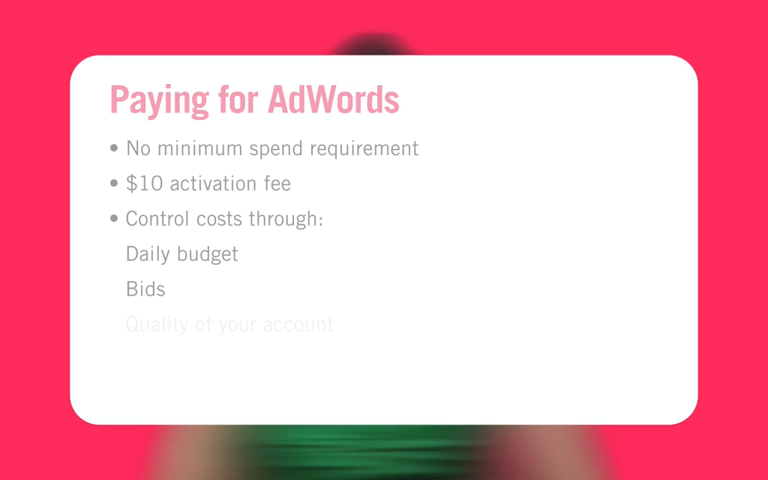 Paying for AdWords
• No minimum spend requirement
• $10 activation fee
• Control costs through:
Daily budget
Bids
Quality of your account